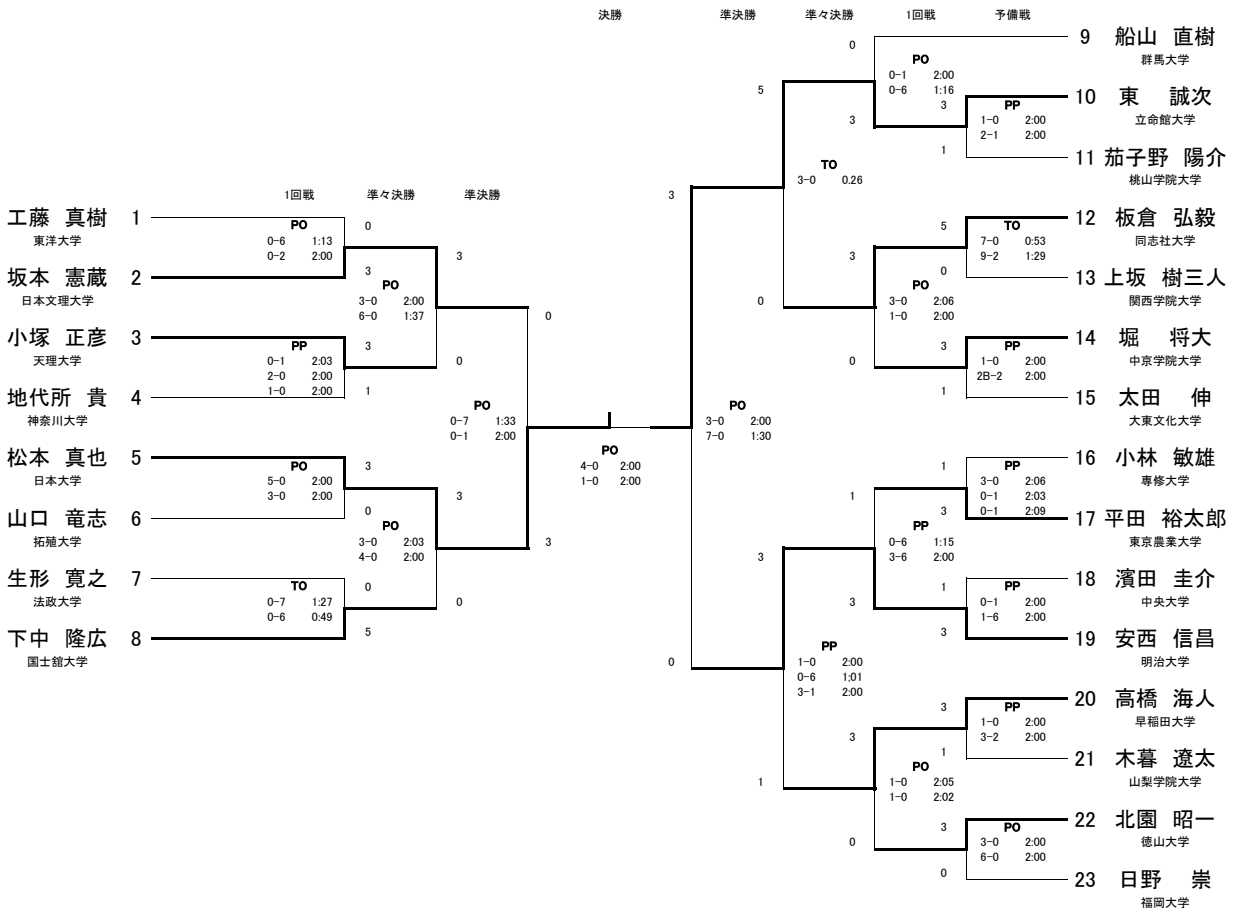 決勝
準決勝 準々決勝 1回戦 予備戦
1回戦 準々決勝 準決勝
工藤 真樹 1
東洋大学
PO
0-6 1:13
0-2 2:00
0
坂本 憲蔵 2
日本文理大学
3
PO
3-0 2:00
6-0 1:37
3
小塚 正彦 3
天理大学
PP
0-1 2:03
2-0 2:00
1-0 2:00
3
0
地代所 貴 4
神奈川大学
1
PO
0-7 1:33
0-1 2:00
0
松本 真也 5
日本大学
PO
5-0 2:00
3-0 2:00
3
山口 竜志 6
拓殖大学
0
PO
3-0 2:03
4-0 2:00
3
3
生形 寛之 7
法政大学
TO
0-7 1:27
0-6 0:49
0
0
下中 隆広 8
国士舘大学
5
PO
4-0 2:00
1-0 2:00
9 船山 直樹
群馬大学
0
PO
0-1 2:00
0-6 1:16
5
3
10 東 誠次
立命館大学
PP
1-0 2:00
2-1 2:00
3
1
11 茄子野 陽介
桃山学院大学
TO
3-0 0.26
3
12 板倉 弘毅
同志社大学
TO
7-0 0:53
9-2 1:29
5
3
0
13 上坂 樹三人
関西学院大学
PO
3-0 2:06
1-0 2:00
0
14 堀 将大
中京学院大学
PP
1-0 2:00
2B-2 2:00
3
0
1
15 太田 伸
大東文化大学
PO
3-0 2:00
7-0 1:30
16 小林 敏雄
専修大学
PP
3-0 2:06
0-1 2:03
0-1 2:09
1
1
3
17 平田 裕太郎
東京農業大学
PP
0-6 1:15
3-6 2:00
3
18 濱田 圭介
中央大学
PP
0-1 2:00
1-6 2:00
1
3
3
19 安西 信昌
明治大学
PP
1-0 2:00
0-6 1:01
3-1 2:00
0
20 高橋 海人
早稲田大学
PP
1-0 2:00
3-2 2:00
3
3
1
21 木暮 遼太
山梨学院大学
PO
1-0 2:05
1-0 2:02
1
22 北園 昭一
徳山大学
PO
3-0 2:00
6-0 2:00
3
0
0
23 日野 崇
福岡大学